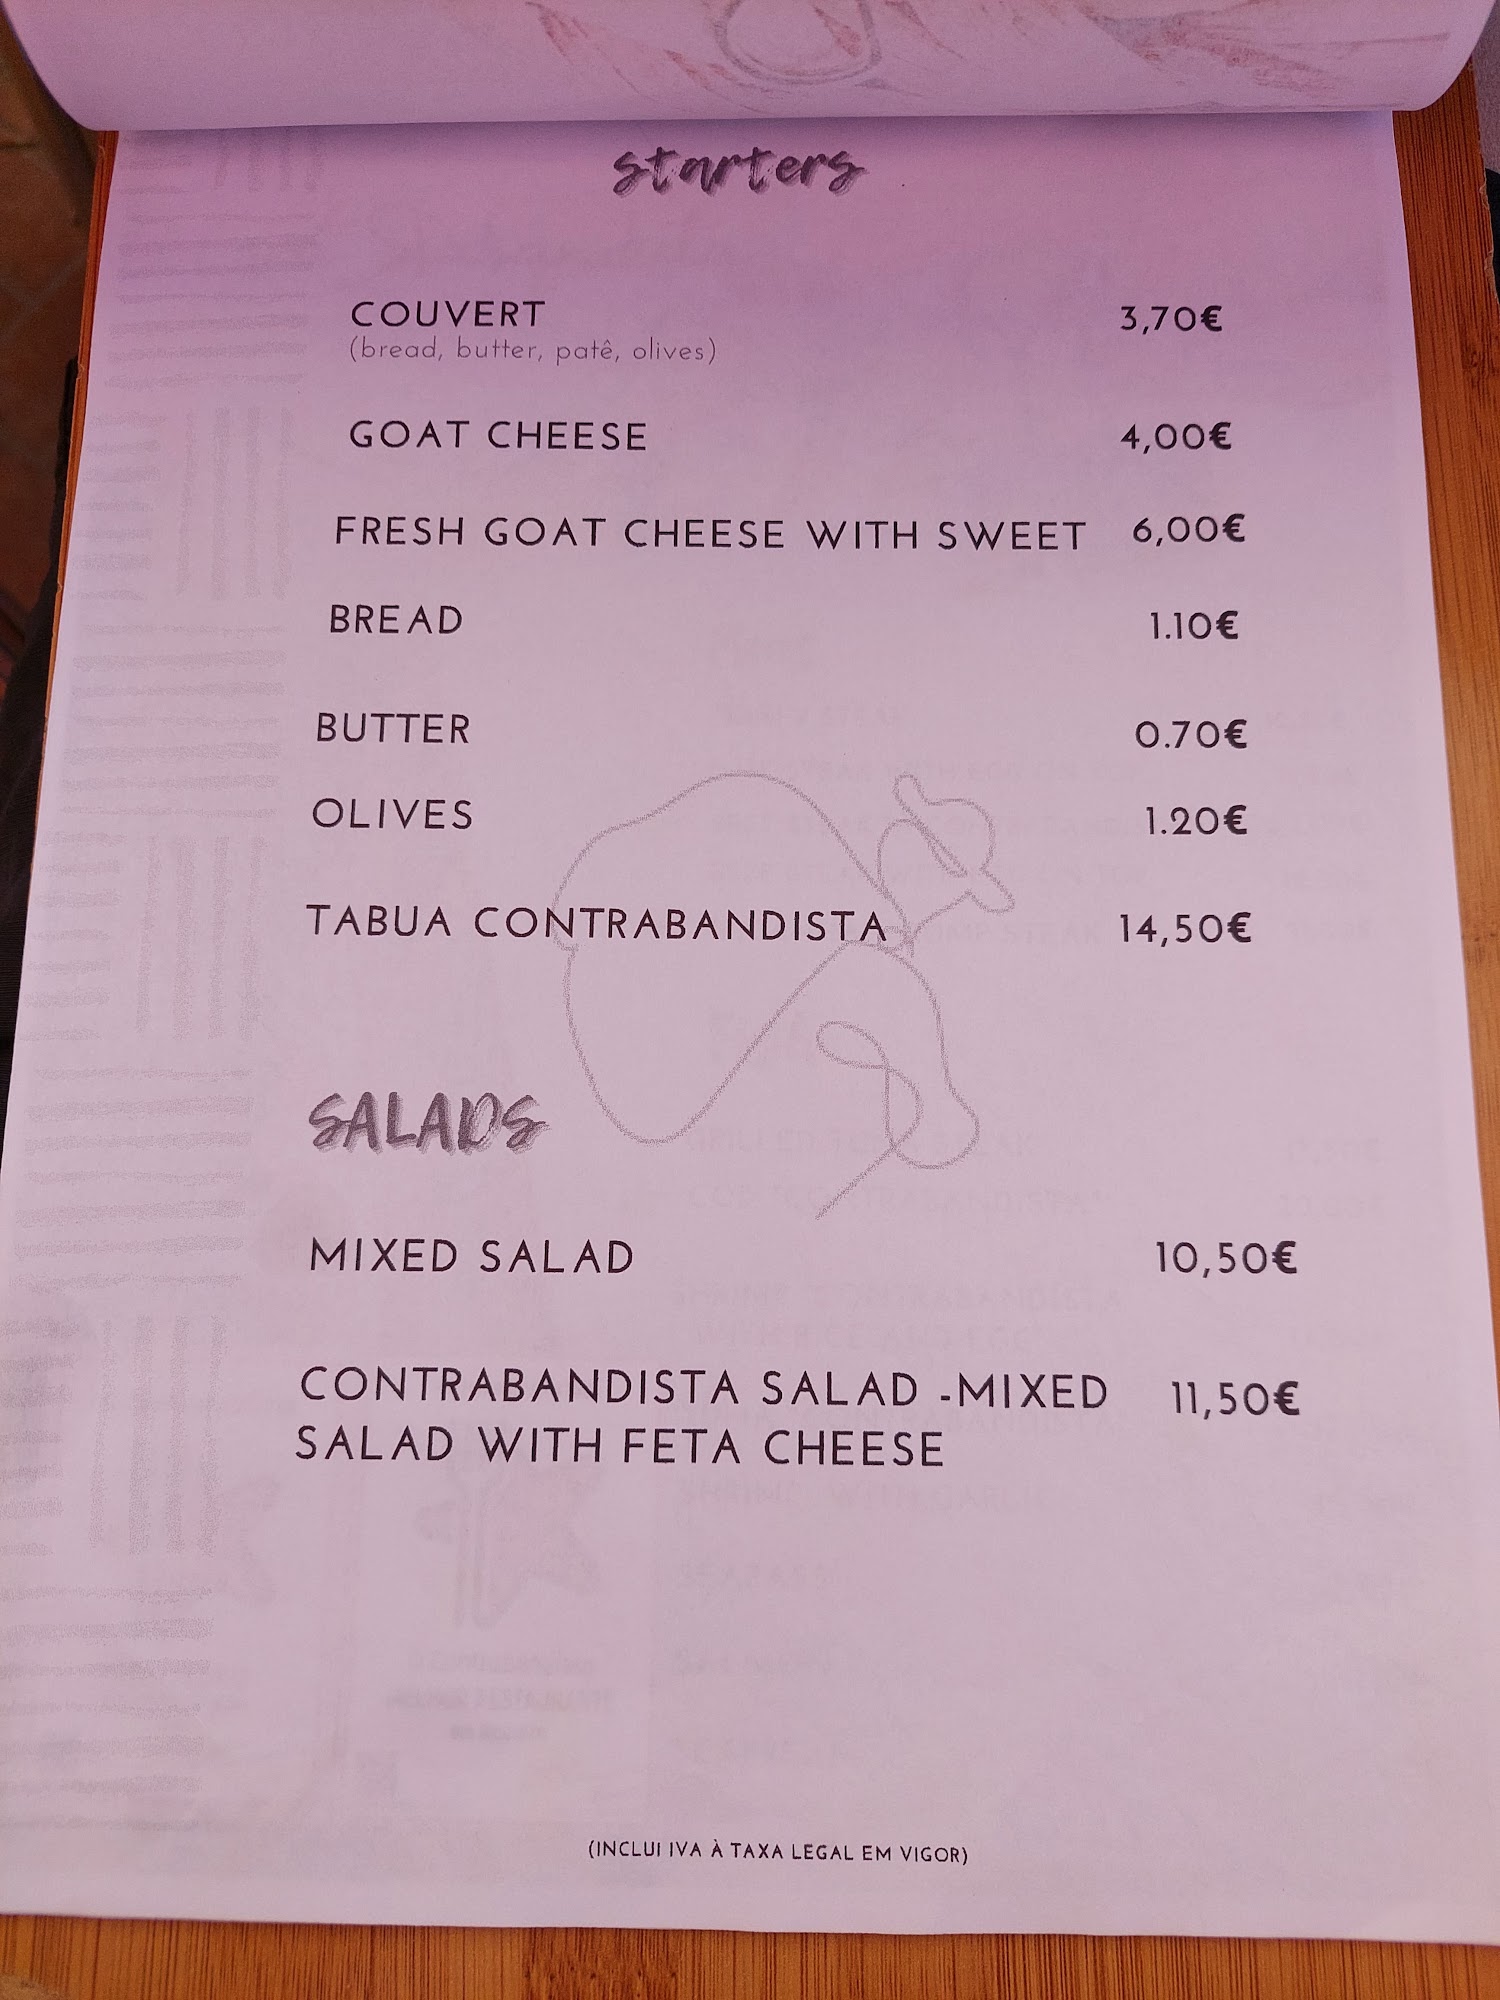 starters
COUVERT 3,70€
(bread, butter, patê, olives)
GOAT CHEESE 4,00€
FRESH GOAT CHEESE WITH SWEET 6,00€
BREAD 1.10€
BUTTER 0.70€
OLIVES 1.20€
TABUA CONTRABANDISTA 14,50€
SALADS
MIXED SALAD 10,50€
CONTRABANDISTA SALAD -MIXED 11,50€
SALAD WITH FETA CHEESE
(INCLUI IVA À TAXA LEGAL EM VIGOR)